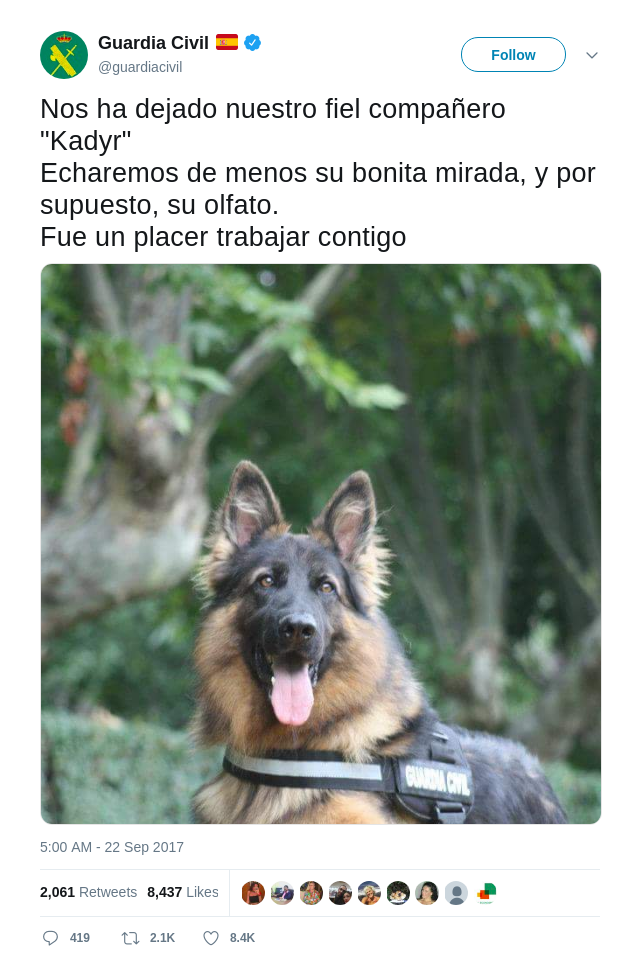 Guardia Civil
@guardiacivil
Follow
Nos ha dejado nuestro fiel compañero
"Kadyr"
Echaremos de menos su bonita mirada, y por
supuesto, su olfato.
Fue un placer trabajar contigo
GUARDIA CIVIL
5:00 AM - 22 Sep 2017
2,061 Retweets 8,437 Likes
419 2.1K 8.4K